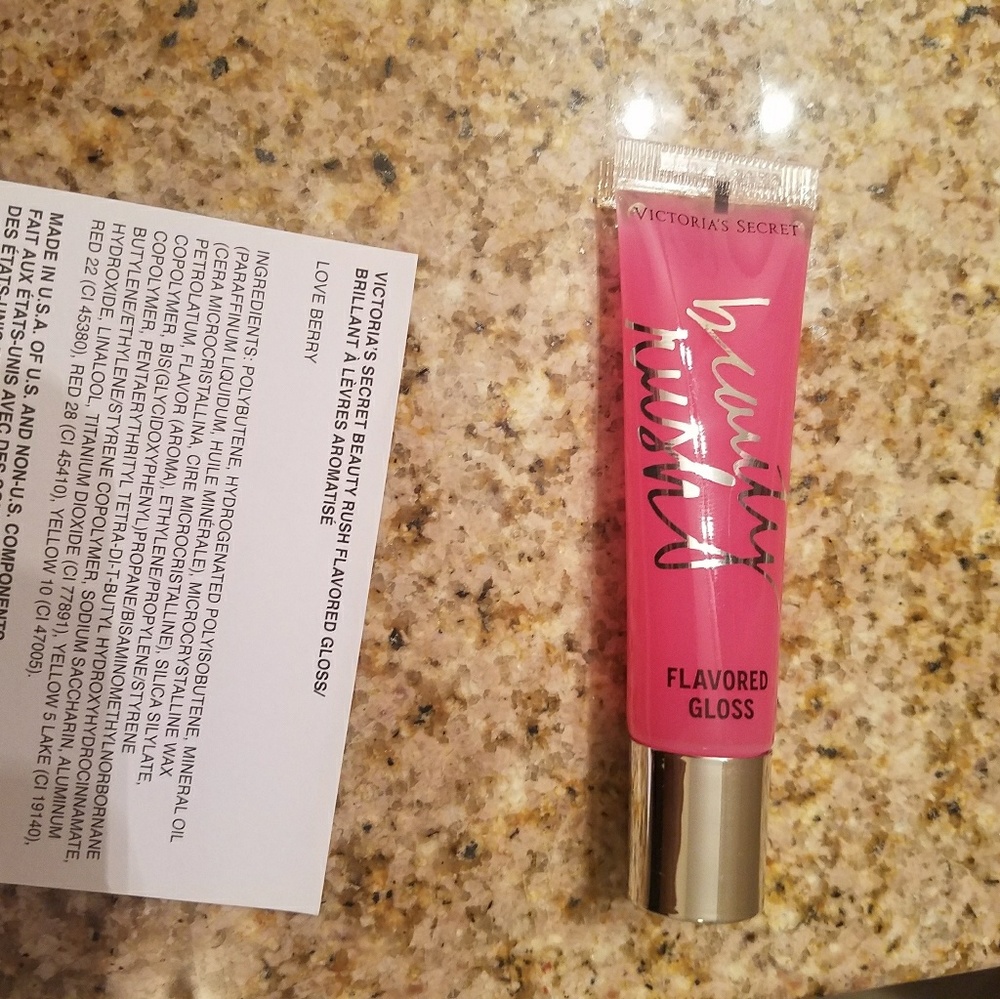 VICTORIA'S SECRET BEAUTY RUSH FLAVORED GLOSS/
BRILLANT À LÈVRES AROMATISÉ
LOVE BERRY
INGREDIENTS: POLYBUTENE, HYDROGENATED POLYISOBUTENE, MINERAL OIL
(PARAFFINUM LIQUIDUM, HUILE MINÉRALE), MICROCRYSTALLINE WAX
(CERA MICROCRISTALLINA, CIRE MICROCRISTALLINE), SILICA SILYLATE,
PETROLATUM, FLAVOR (AROMA), ETHYLENE/PROPYLENE/STYRENE
COPOLYMER, BIS(GLYCIDOXYPHENYL)PROPANE/BISAMINOMETHYLNORBORNANE
COPOLYMER, PENTAERYTHRITYL TETRA-DI-T-BUTYL HYDROXYHYDROCINNAMATE,
BUTYLENE/ETHYLENE/STYRENE COPOLYMER, SODIUM SACCHARIN, ALUMINUM
HYDROXIDE, LINALOOL, TITANIUM DIOXIDE (CI 77891), YELLOW 5 LAKE (CI 19140),
RED 22 (CI 45380), RED 28 (CI 45410), YELLOW 10 (CI 47005).
MADE IN U.S.A. OF U.S. AND NON-U.S. COMPONENTS
FAIT AUX ÉTATS-UNIS AVEC DES
DES ÉTATS-UNIS
VICTORIA'S SECRET
beauty
rush
FLAVORED
GLOSS